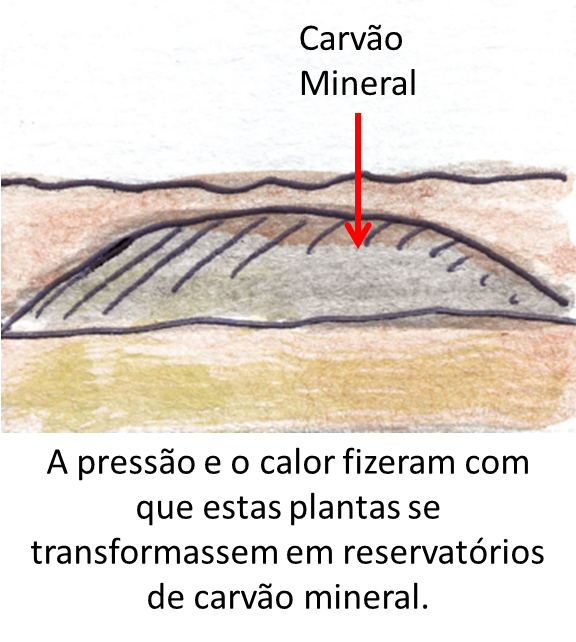 Carvão
Mineral
A pressão e o calor fizeram com
que estas plantas se
transformassem em reservatórios
de carvão mineral.